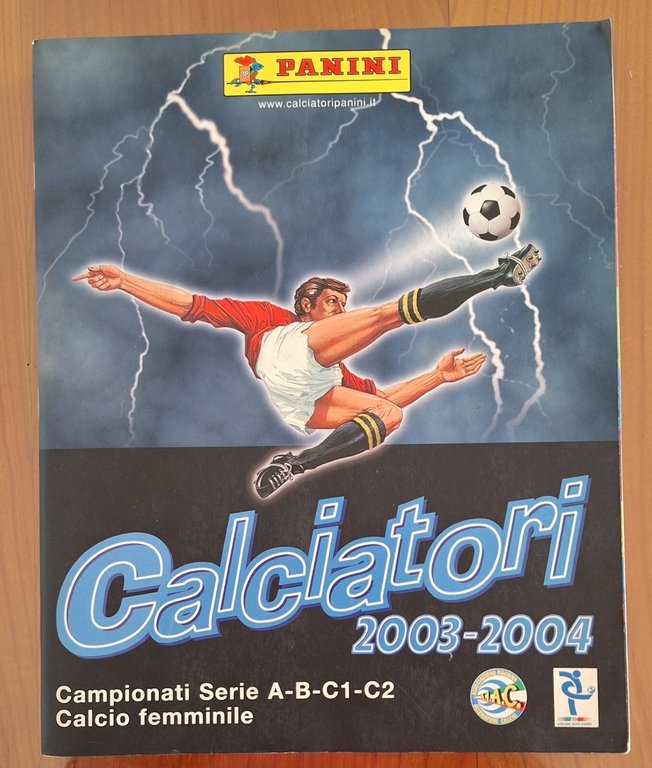 PANINI
www.calciatoripanini.it
Calciatori
2003-2004
Campionati Serie A-B-C1-C2
Calcio femminile
A.I.C.